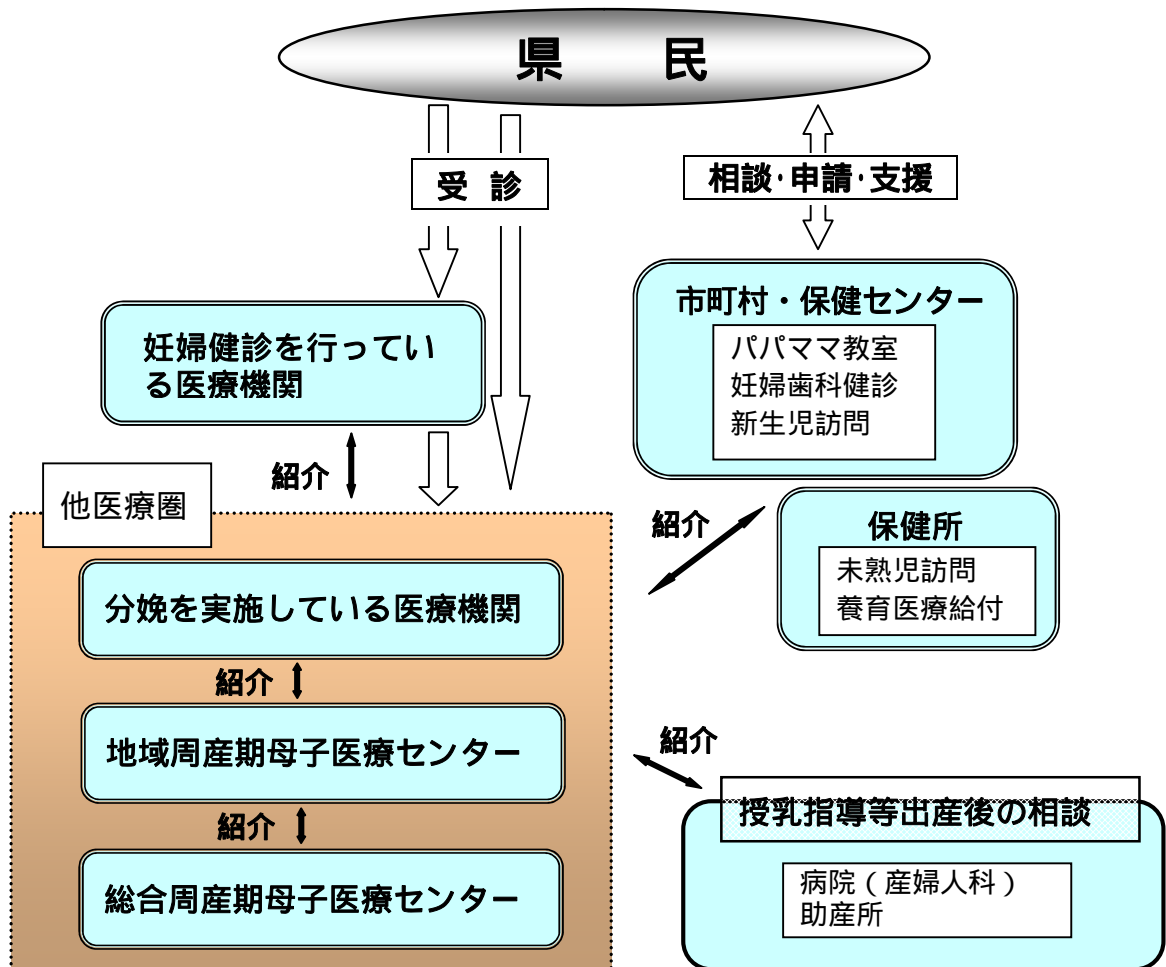 県 民
受 診
相談・申請・支援
妊婦健診を行ってい
る医療機関
市町村・保健センター
パパママ教室
妊婦歯科健診
新生児訪問
紹介
他医療圏
紹介
保健所
未熟児訪問
養育医療給付
分娩を実施している医療機関
紹介
地域周産期母子医療センター
紹介
授乳指導等出産後の相談
紹介
病院（産婦人科）
助産所
総合周産期母子医療センター